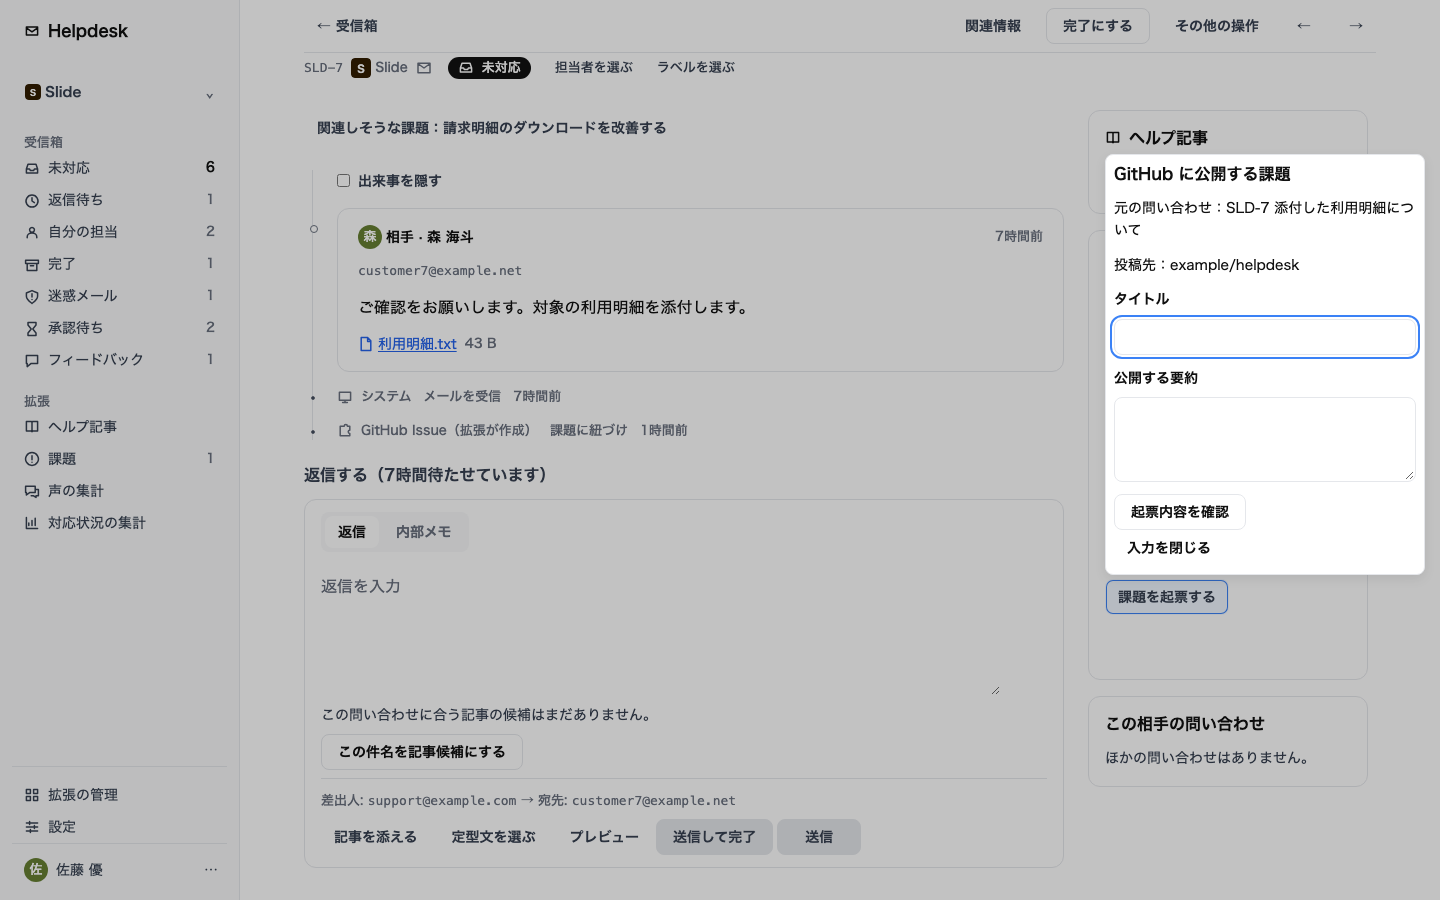 Helpdesk
S Slide
受信箱
未対応 6
返信待ち 1
自分の担当 2
完了 1
迷惑メール 1
承認待ち 2
フィードバック 1
拡張
ヘルプ記事
課題 1
声の集計
対応状況の集計
拡張の管理
設定
佐 佐藤 優 …
← 受信箱
関連情報 完了にする その他の操作 ← →
SLD-7 S Slide 未対応 担当者を選ぶ ラベルを選ぶ
関連しそうな課題：請求明細のダウンロードを改善する
出来事を隠す
森 相手 · 森 海斗 7時間前
customer7@example.net
ご確認をお願いします。対象の利用明細を添付します。
利用明細.txt 43 B
システム メールを受信 7時間前
GitHub Issue（拡張が作成） 課題に紐づけ 1時間前
返信する（7時間待たせています）
返信 内部メモ
返信を入力
この問い合わせに合う記事の候補はまだありません。
この件名を記事候補にする
差出人: support@example.com → 宛先: customer7@example.net
記事を添える 定型文を選ぶ プレビュー 送信して完了 送信
ヘルプ記事
GitHub に公開する課題
元の問い合わせ：SLD-7 添付した利用明細につ
いて
投稿先：example/helpdesk
タイトル
公開する要約
起票内容を確認
入力を閉じる
課題を起票する
この相手の問い合わせ
ほかの問い合わせはありません。